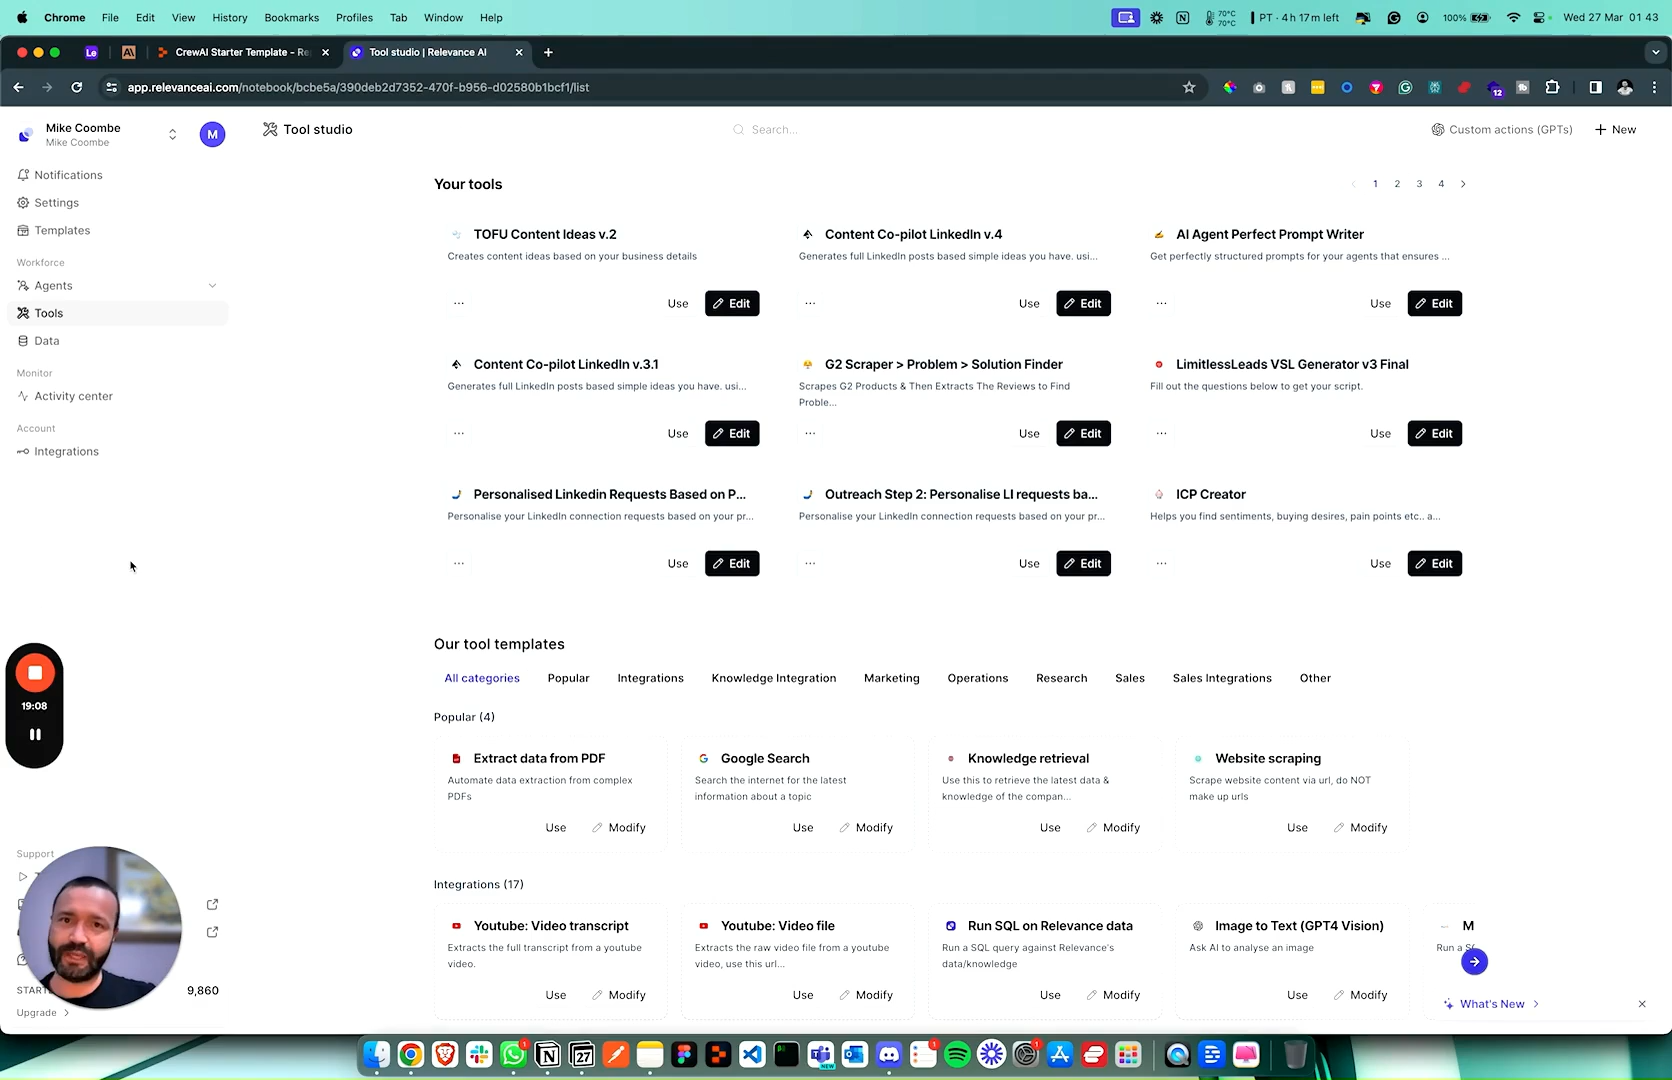 Chrome File Edit View History Bookmarks Profiles Tab Window Help
70°C
70°C
PT · 4 h 17 m left
100%
Wed 27 Mar 01 43
Le
CrewAI Starter Template - Re
Tool studio | Relevance AI
app.relevanceai.com/notebook/bcbe5a/390deb2d7352-470f-b956-d02580b1bcf1/list
12
Mike Coombe
Mike Coombe
M
Tool studio
Search...
Custom actions (GPTs)
New
Notifications
Settings
Templates
Workforce
Agents
Tools
Data
Monitor
Activity center
Account
Integrations
19:08
Support
START
9,860
Upgrade
Your tools
1 2 3 4
TOFU Content Ideas v.2
Creates content ideas based on your business details
... Use Edit
Content Co-pilot LinkedIn v.4
Generates full LinkedIn posts based simple ideas you have. usi...
... Use Edit
AI Agent Perfect Prompt Writer
Get perfectly structured prompts for your agents that ensures ...
... Use Edit
Content Co-pilot LinkedIn v.3.1
Generates full LinkedIn posts based simple ideas you have. usi...
... Use Edit
G2 Scraper > Problem > Solution Finder
Scrapes G2 Products & Then Extracts The Reviews to Find
Proble...
... Use Edit
LimitlessLeads VSL Generator v3 Final
Fill out the questions below to get your script.
... Use Edit
Personalised Linkedin Requests Based on P...
Personalise your LinkedIn connection requests based on your pr...
... Use Edit
Outreach Step 2: Personalise LI requests ba...
Personalise your LinkedIn connection requests based on your pr...
... Use Edit
ICP Creator
Helps you find sentiments, buying desires, pain points etc.. a...
... Use Edit
Our tool templates
All categories Popular Integrations Knowledge Integration Marketing Operations Research Sales Sales Integrations Other
Popular (4)
Extract data from PDF
Automate data extraction from complex
PDFs
Use Modify
Google Search
Search the internet for the latest
information about a topic
Use Modify
Knowledge retrieval
Use this to retrieve the latest data &
knowledge of the compan...
Use Modify
Website scraping
Scrape website content via url, do NOT
make up urls
Use Modify
Integrations (17)
Youtube: Video transcript
Extracts the full transcript from a youtube
video.
Use Modify
Youtube: Video file
Extracts the raw video file from a youtube
video, use this url...
Use Modify
Run SQL on Relevance data
Run a SQL query against Relevance's
data/knowledge
Use Modify
Image to Text (GPT4 Vision)
Ask AI to analyse an image
Use Modify
M
Run a
What's New
1
27
NEW
1
1